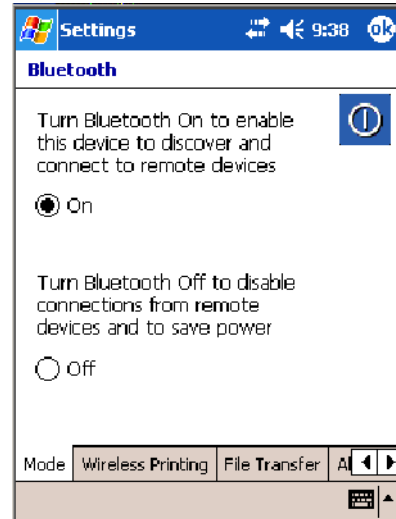 Settings 9:38 ok
Bluetooth
Turn Bluetooth On to enable
this device to discover and
connect to remote devices
On
Turn Bluetooth Off to disable
connections from remote
devices and to save power
Off
Mode Wireless Printing File Transfer